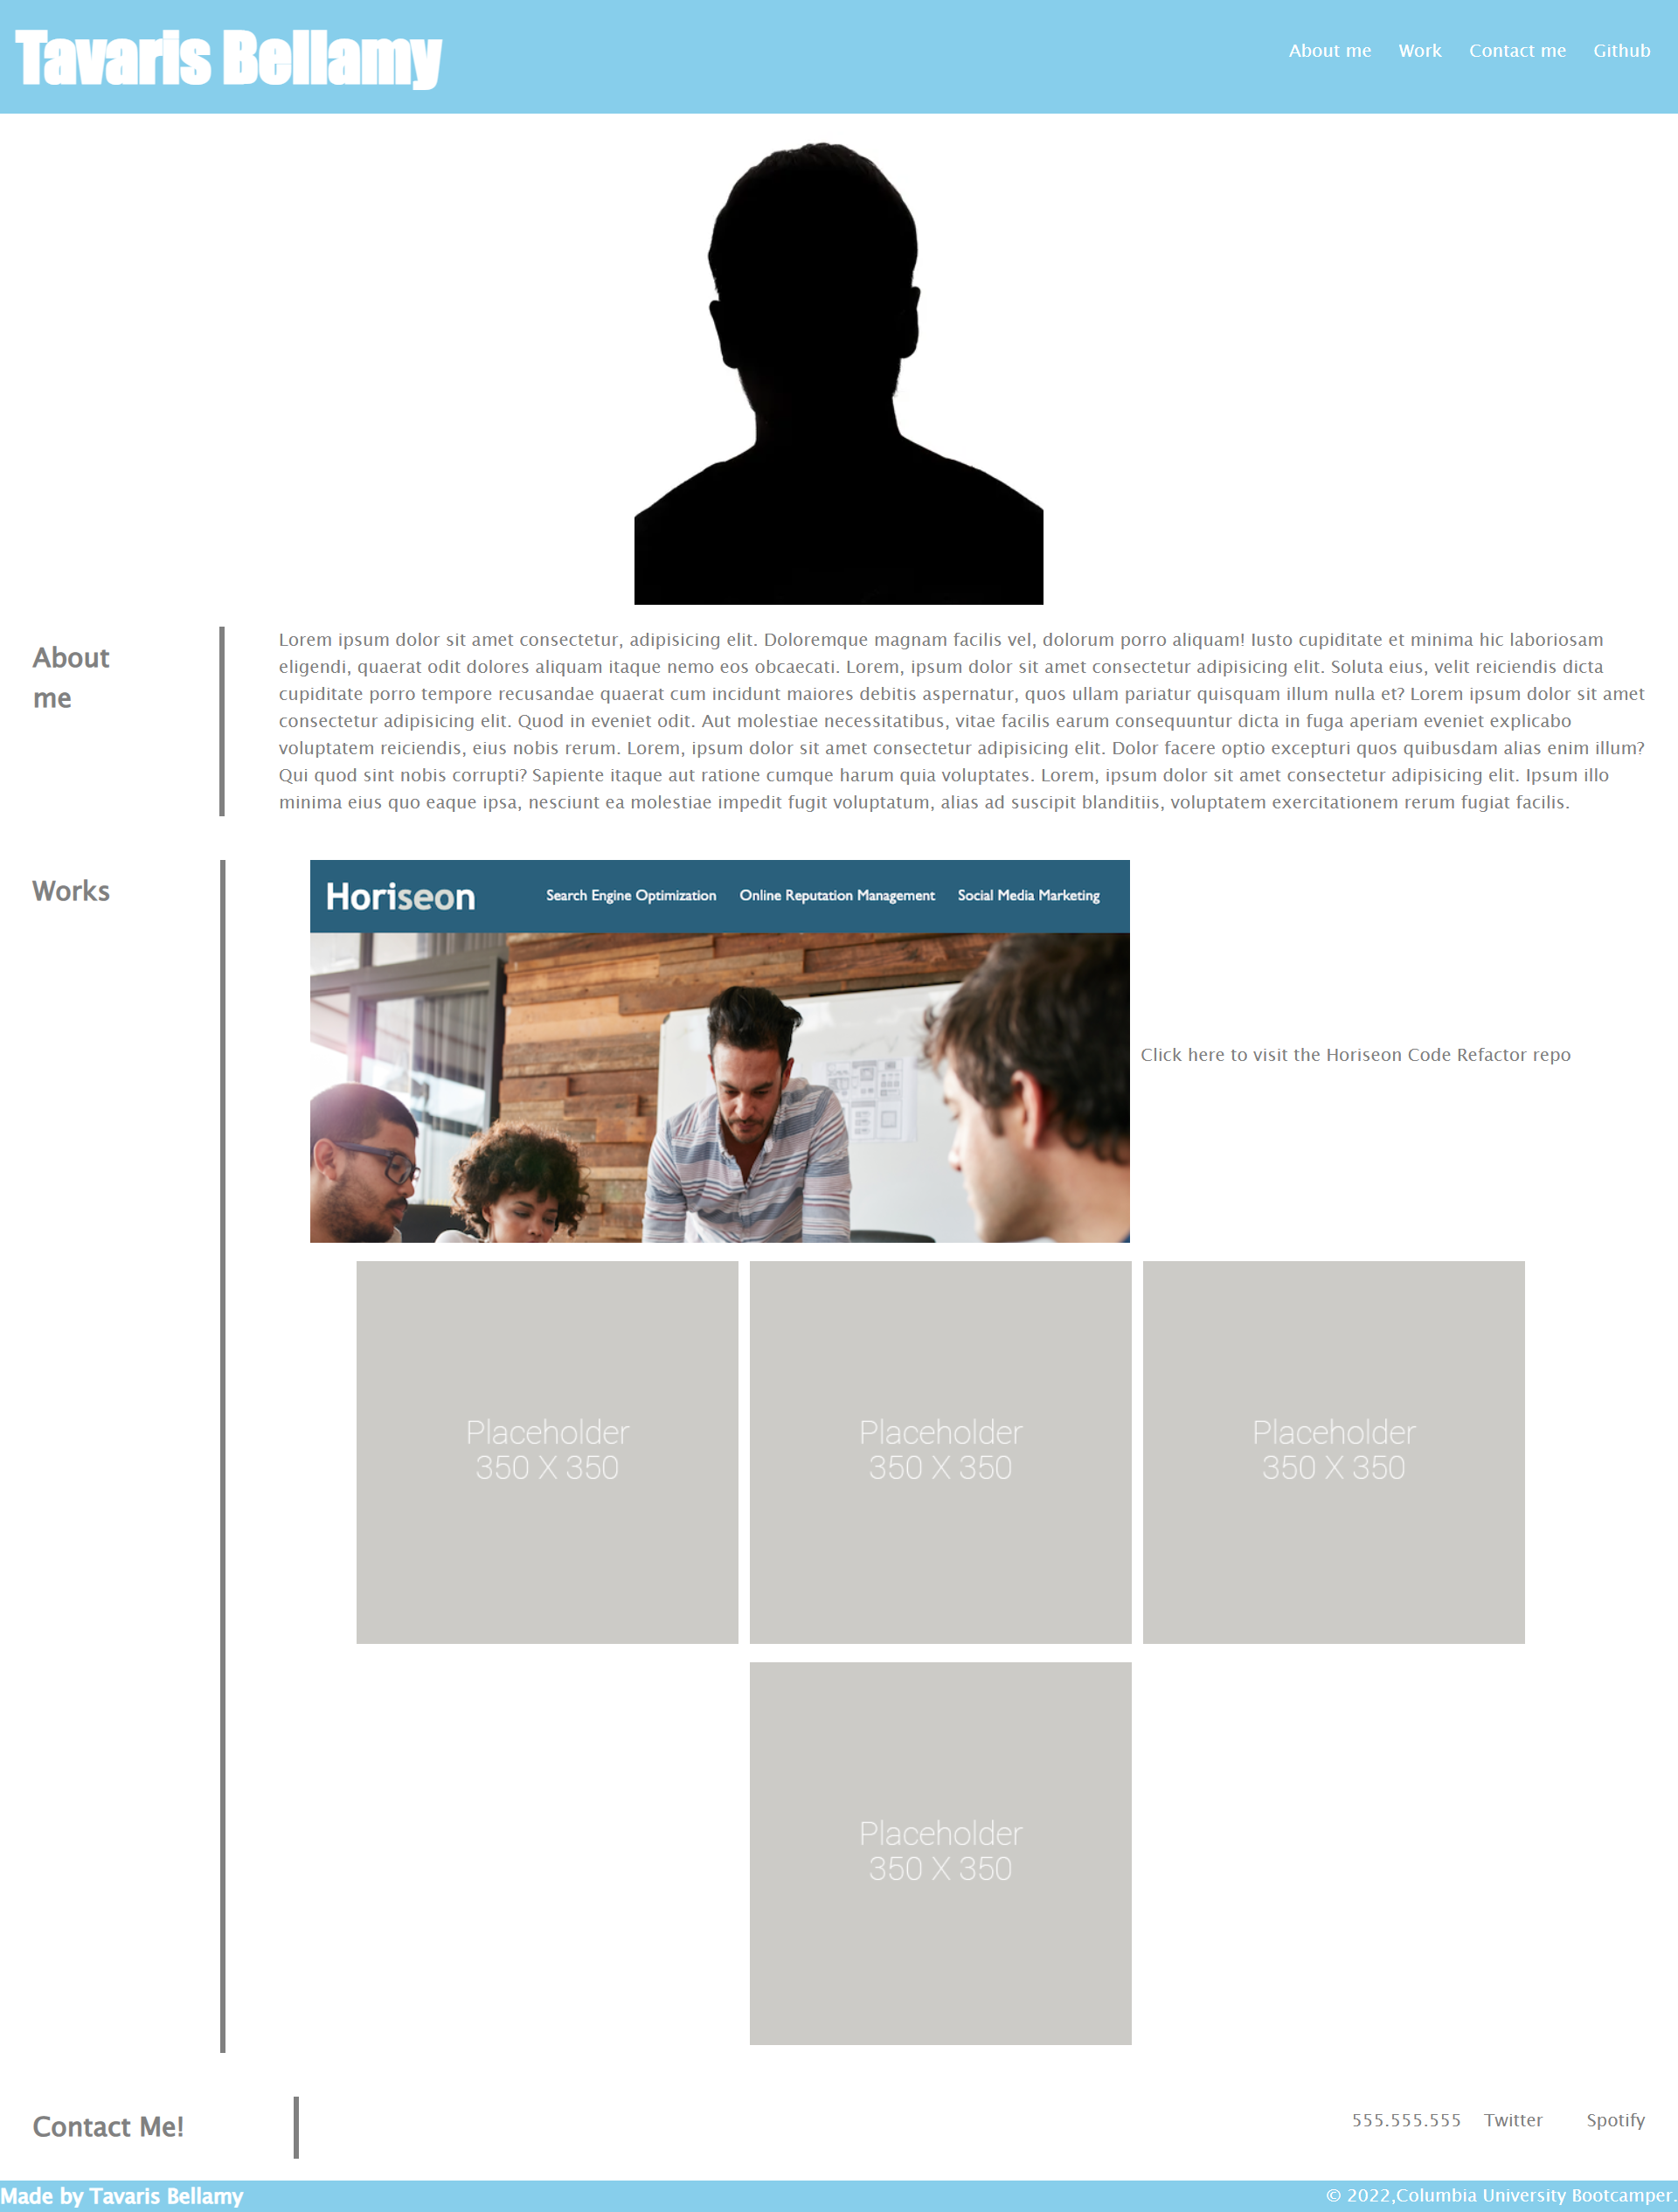 Tavaris Bellamy
About me Work Contact me Github
About
me
Lorem ipsum dolor sit amet consectetur, adipisicing elit. Doloremque magnam facilis vel, dolorum porro aliquam! Iusto cupiditate et minima hic laboriosam
eligendi, quaerat odit dolores aliquam itaque nemo eos obcaecati. Lorem, ipsum dolor sit amet consectetur adipisicing elit. Soluta eius, velit reiciendis dicta
cupiditate porro tempore recusandae quaerat cum incidunt maiores debitis aspernatur, quos ullam pariatur quisquam illum nulla et? Lorem ipsum dolor sit amet
consectetur adipisicing elit. Quod in eveniet odit. Aut molestiae necessitatibus, vitae facilis earum consequuntur dicta in fuga aperiam eveniet explicabo
voluptatem reiciendis, eius nobis rerum. Lorem, ipsum dolor sit amet consectetur adipisicing elit. Dolor facere optio excepturi quos quibusdam alias enim illum?
Qui quod sint nobis corrupti? Sapiente itaque aut ratione cumque harum quia voluptates. Lorem, ipsum dolor sit amet consectetur adipisicing elit. Ipsum illo
minima eius quo eaque ipsa, nesciunt ea molestiae impedit fugit voluptatum, alias ad suscipit blanditiis, voluptatem exercitationem rerum fugiat facilis.
Works
Horiseon
Search Engine Optimization Online Reputation Management Social Media Marketing
Click here to visit the Horiseon Code Refactor repo
Placeholder
350 X 350
Placeholder
350 X 350
Placeholder
350 X 350
Placeholder
350 X 350
Contact Me!
555.555.555 Twitter Spotify
Made by Tavaris Bellamy
© 2022,Columbia University Bootcamper.